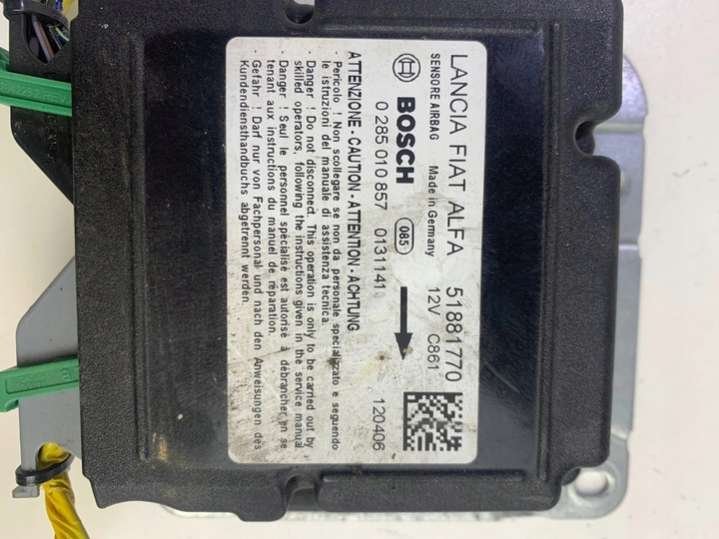 LANCIA FIAT ALFA 51881770
SENSORE AIRBAG Made in Germany 12V C861
BOSCH 085
0 285 010 857 0131141 120406
ATTENZIONE - CAUTION - ATTENTION - ACHTUNG
· Pericolo ! Non scollegare se non da personale specializzato e seguendo
le istruzioni del manuale di assistenza tecnica.
· Danger ! Do not disconnect. This operation is only to be carried out by
skilled operators, following the instructions given in the service manual
· Danger ! Seul le personnel spécialisé est autorisé à débrancher en se
tenant aux instructions du manuel de réparation.
· Gefahr ! Darf nur von Fachpersonal und nach den Anweisungen des
Kundendiensthandbuchs abgetrennt werden.